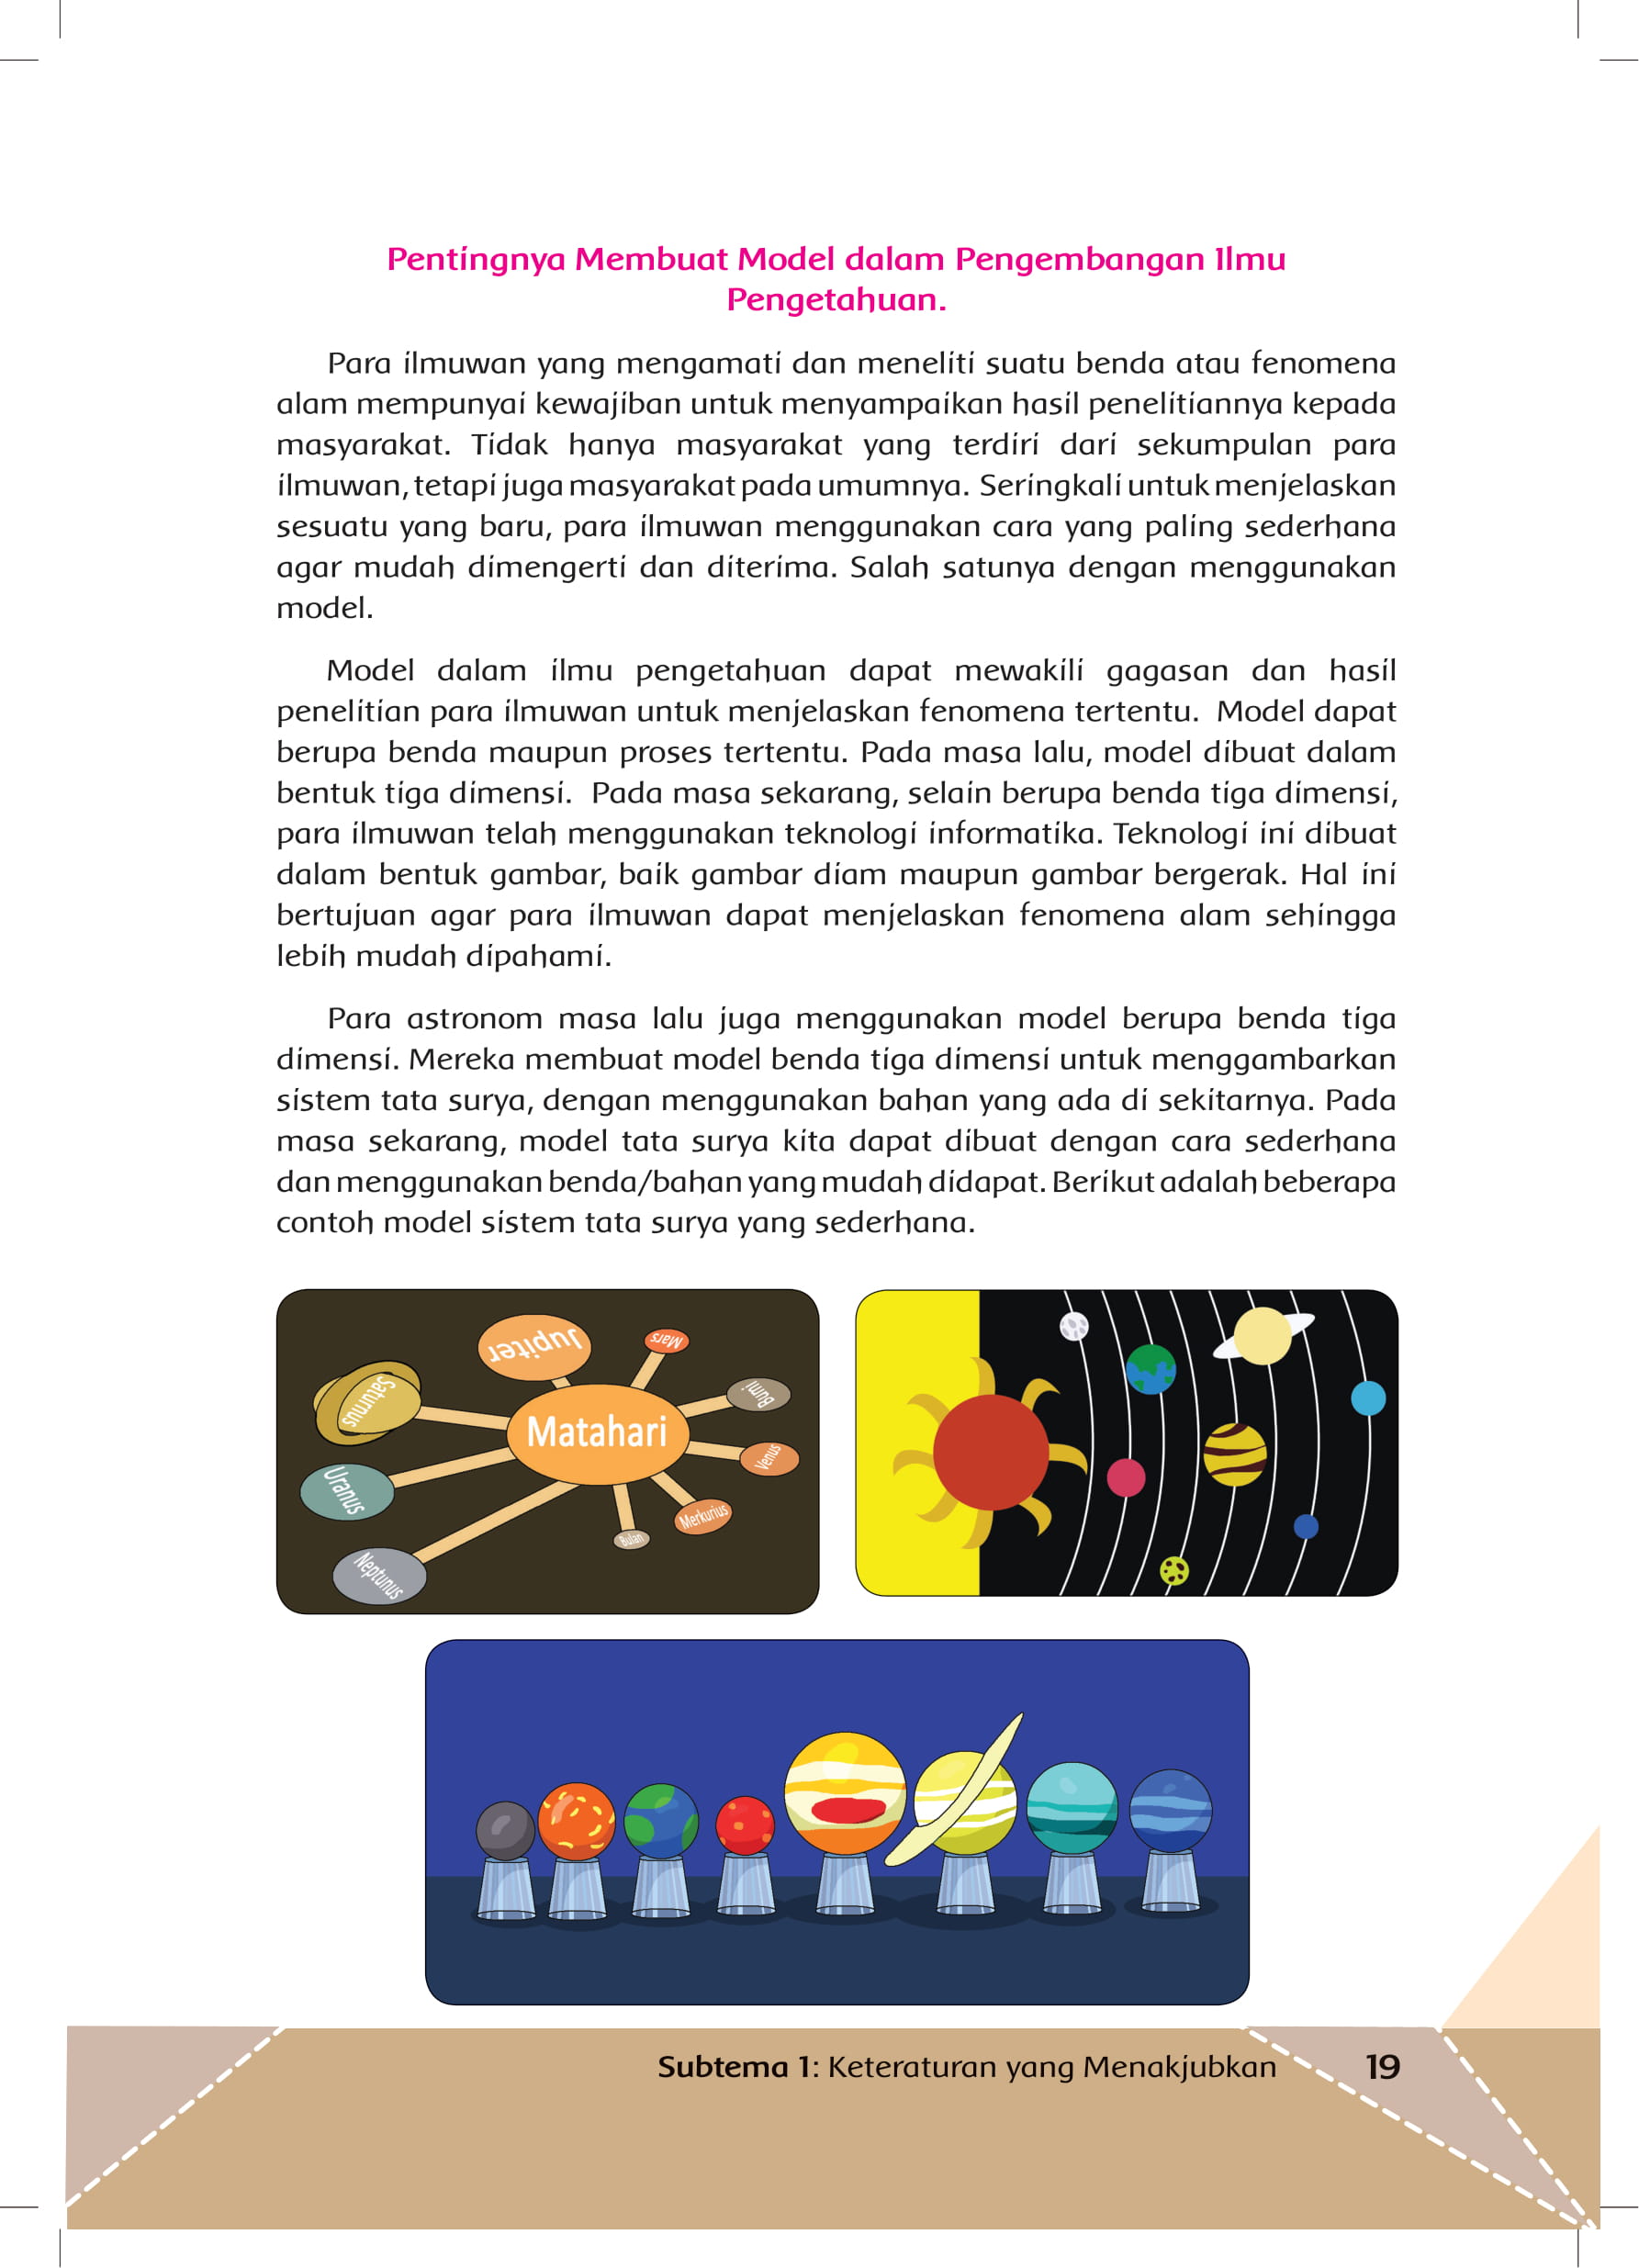 Pentingnya Membuat Model dalam Pengembangan Ilmu
Pengetahuan.
Para ilmuwan yang mengamati dan meneliti suatu benda atau fenomena
alam mempunyai kewajiban untuk menyampaikan hasil penelitiannya kepada
masyarakat. Tidak hanya masyarakat yang terdiri dari sekumpulan para
ilmuwan, tetapi juga masyarakat pada umumnya. Seringkali untuk menjelaskan
sesuatu yang baru, para ilmuwan menggunakan cara yang paling sederhana
agar mudah dimengerti dan diterima. Salah satunya dengan menggunakan
model.
Model dalam ilmu pengetahuan dapat mewakili gagasan dan hasil
penelitian para ilmuwan untuk menjelaskan fenomena tertentu. Model dapat
berupa benda maupun proses tertentu. Pada masa lalu, model dibuat dalam
bentuk tiga dimensi. Pada masa sekarang, selain berupa benda tiga dimensi,
para ilmuwan telah menggunakan teknologi informatika. Teknologi ini dibuat
dalam bentuk gambar, baik gambar diam maupun gambar bergerak. Hal ini
bertujuan agar para ilmuwan dapat menjelaskan fenomena alam sehingga
lebih mudah dipahami.
Para astronom masa lalu juga menggunakan model berupa benda tiga
dimensi. Mereka membuat model benda tiga dimensi untuk menggambarkan
sistem tata surya, dengan menggunakan bahan yang ada di sekitarnya. Pada
masa sekarang, model tata surya kita dapat dibuat dengan cara sederhana
dan menggunakan benda/bahan yang mudah didapat. Berikut adalah beberapa
contoh model sistem tata surya yang sederhana.
Jupiter
Mars
Saturnus
Bumi
Matahari
Venus
Uranus
Merkurius
Bulan
Neptunus
Subtema 1: Keteraturan yang Menakjubkan
19